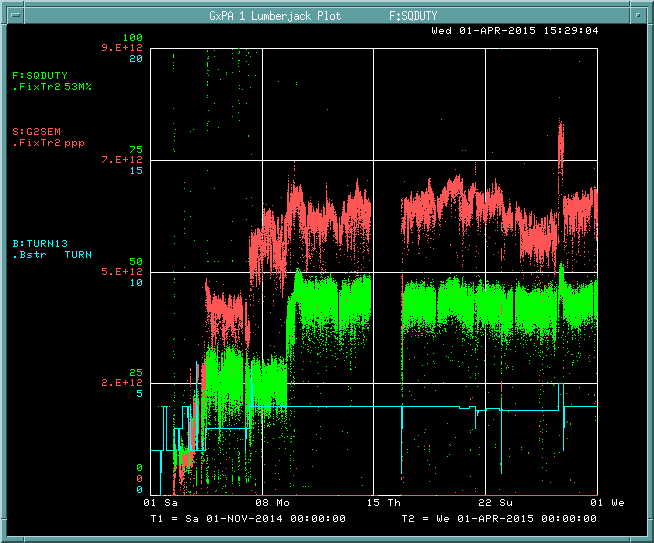 GxPA 1 Lumberjack Plot F:SQDUTY
Wed 01-APR-2015 15:29:04
100
9.E+12
20
F:SQDUTY
.FixTr2 53M%
S:G2SEM
.FixTr2 ppp
75
7.E+12
15
B:TURN13
.Bstr TURN
50
5.E+12
10
25
2.E+12
5
0
0
0
01 Sa 08 Mo 15 Th 22 Su 01 We
T1 = Sa 01-NOV-2014 00:00:00 T2 = We 01-APR-2015 00:00:00